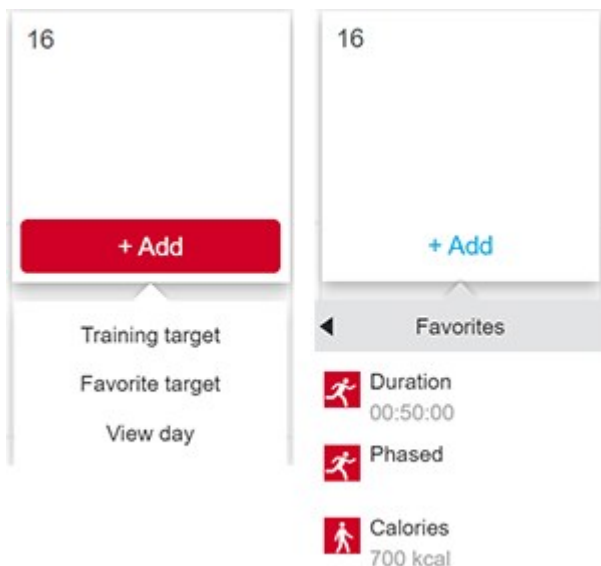 16
+ Add
Training target
Favorite target
View day
16
+ Add
Favorites
Duration
00:50:00
Phased
Calories
700 kcal